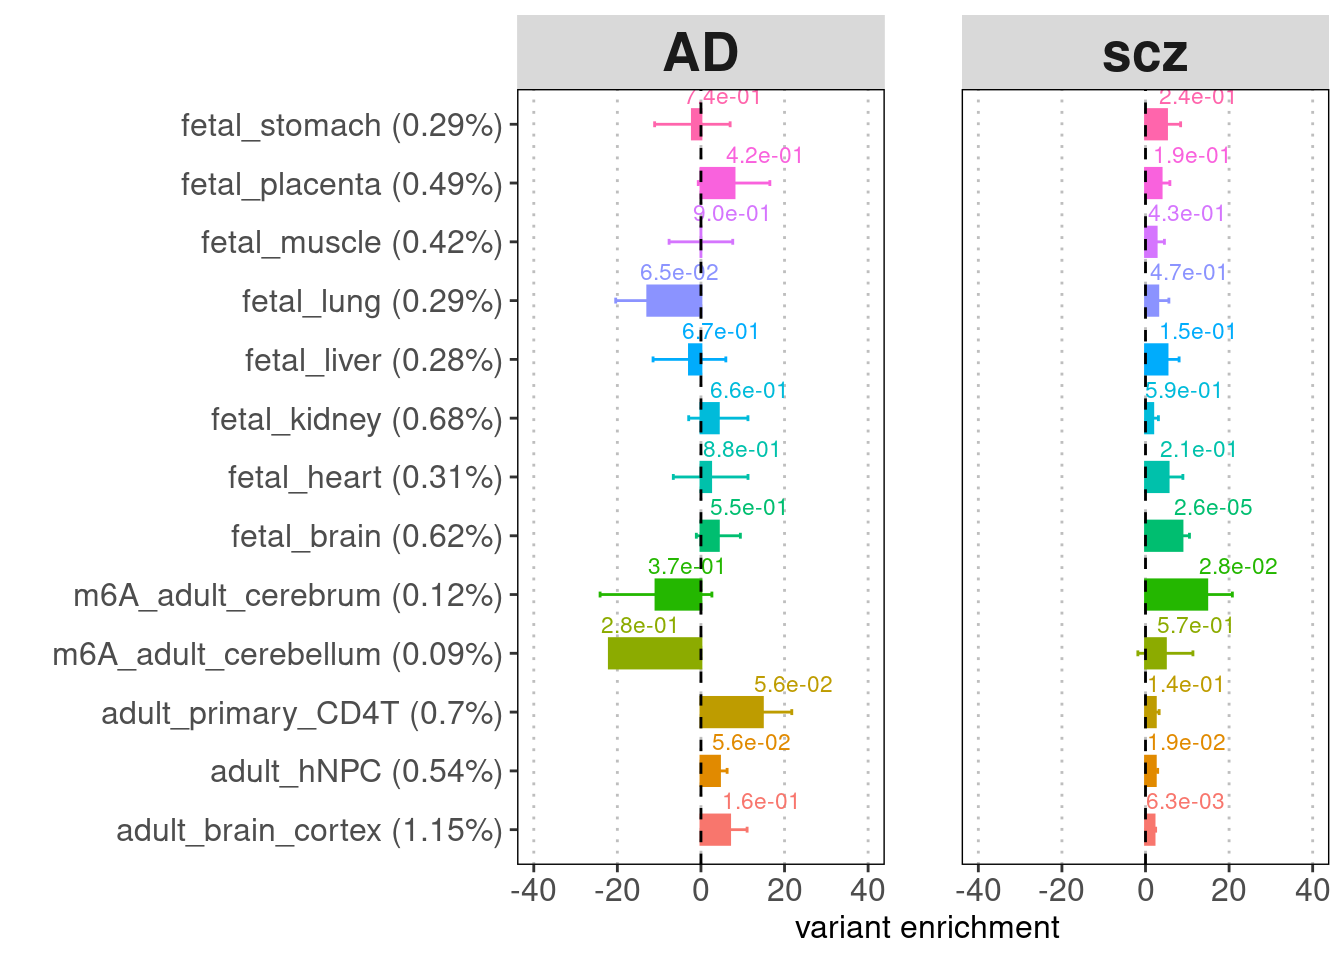 AD
scz
fetal_stomach (0.29%)
7.4e-01
2.4e-01
fetal_placenta (0.49%)
4.2e-01
1.9e-01
fetal_muscle (0.42%)
9.0e-01
4.3e-01
fetal_lung (0.29%)
6.5e-02
4.7e-01
fetal_liver (0.28%)
6.7e-01
1.5e-01
fetal_kidney (0.68%)
6.6e-01
5.9e-01
fetal_heart (0.31%)
8.8e-01
2.1e-01
fetal_brain (0.62%)
5.5e-01
2.6e-05
m6A_adult_cerebrum (0.12%)
3.7e-01
2.8e-02
m6A_adult_cerebellum (0.09%)
2.8e-01
5.7e-01
adult_primary_CD4T (0.7%)
5.6e-02
1.4e-01
adult_hNPC (0.54%)
5.6e-02
1.9e-02
adult_brain_cortex (1.15%)
1.6e-01
6.3e-03
-40 -20 0 20 40
-40 -20 0 20 40
variant enrichment